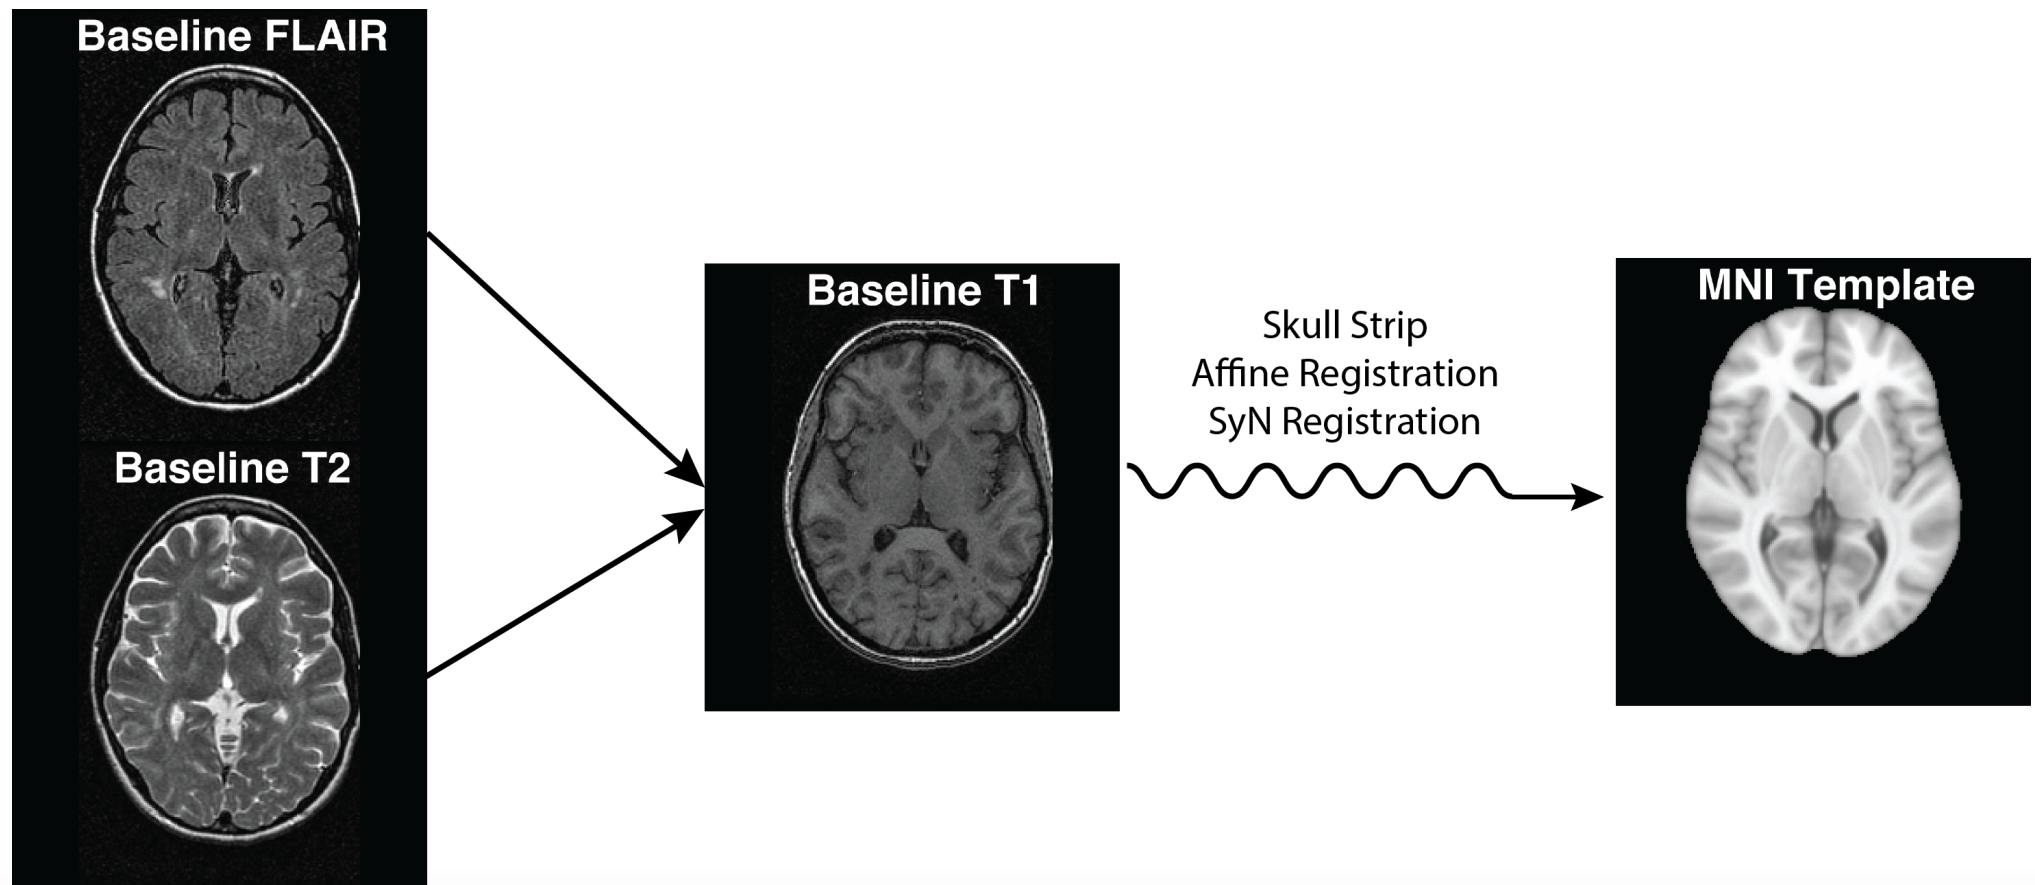 Baseline FLAIR
Baseline T2
Baseline T1
Skull Strip
Affine Registration
SyN Registration
MNI Template